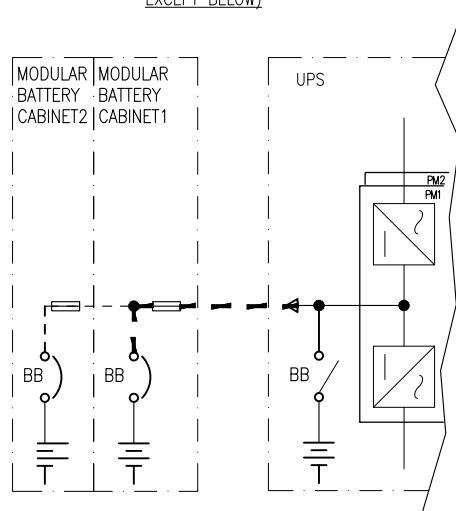 EXCEPT BELOW)
MODULAR
BATTERY
CABINET2
MODULAR
BATTERY
CABINET1
UPS
PM2
PM1
BB
BB
BB